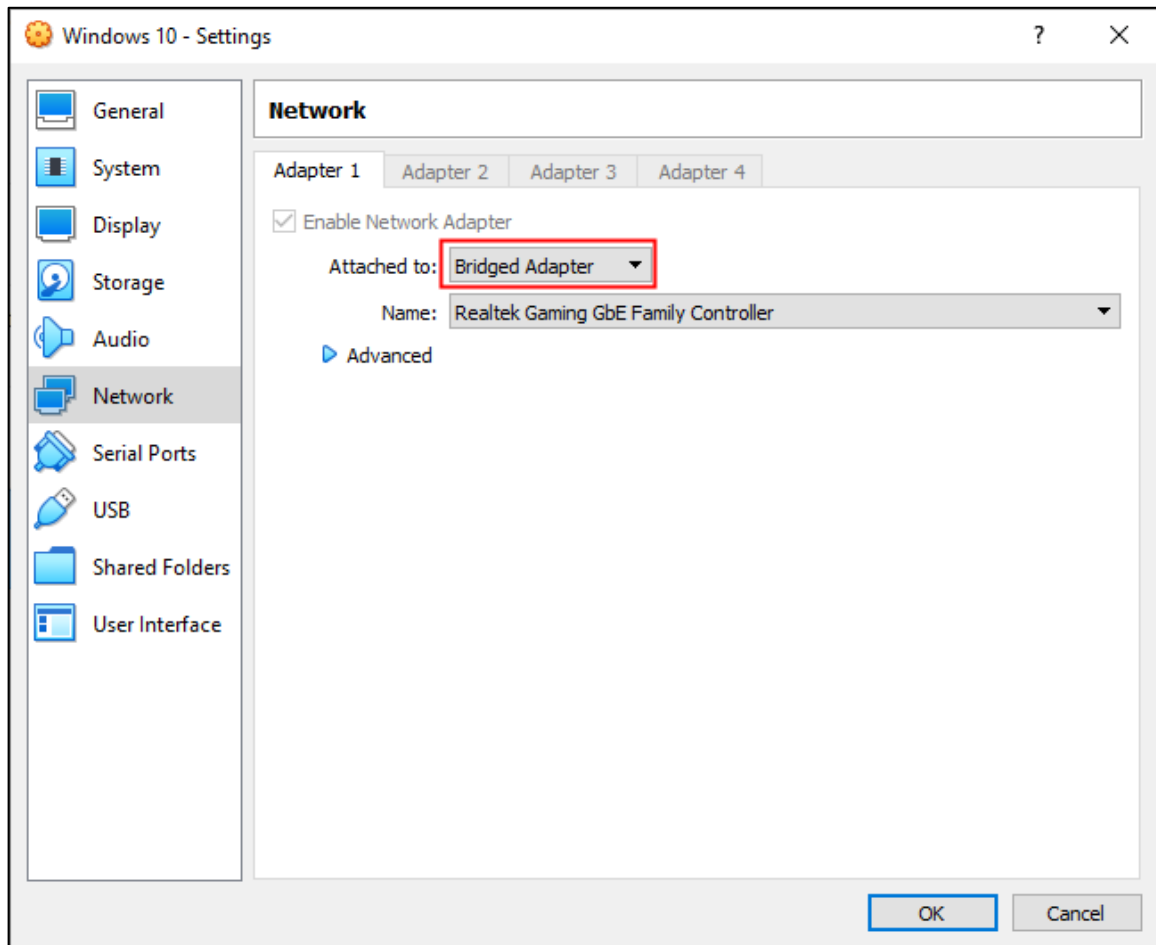 Windows 10 - Settings
?
General
System
Display
Storage
Audio
Network
Serial Ports
USB
Shared Folders
User Interface
Network
Adapter 1 Adapter 2 Adapter 3 Adapter 4
Enable Network Adapter
Attached to: Bridged Adapter
Name: Realtek Gaming GbE Family Controller
Advanced
OK Cancel